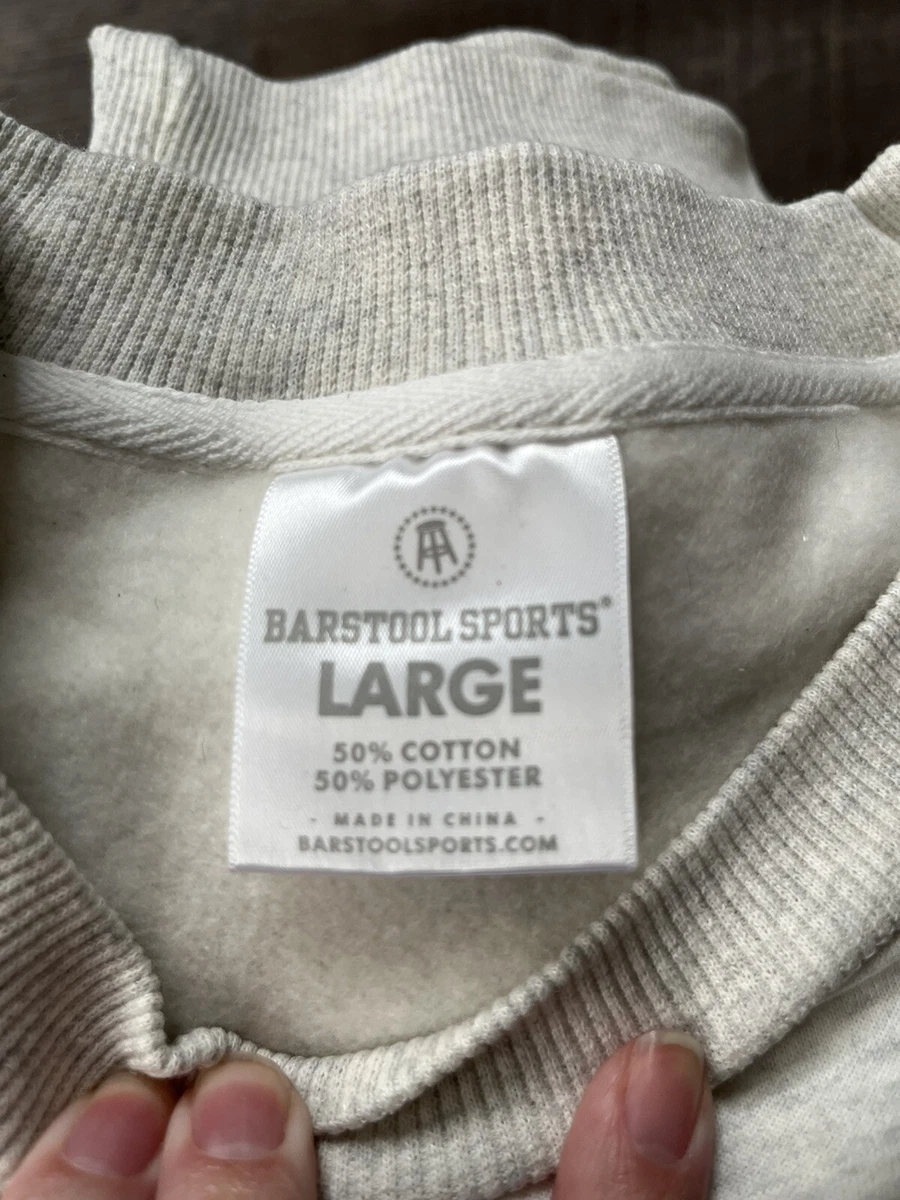 BARSTOOL SPORTS®
LARGE
50% COTTON
50% POLYESTER
- MADE IN CHINA -
BARSTOOLSPORTS.COM